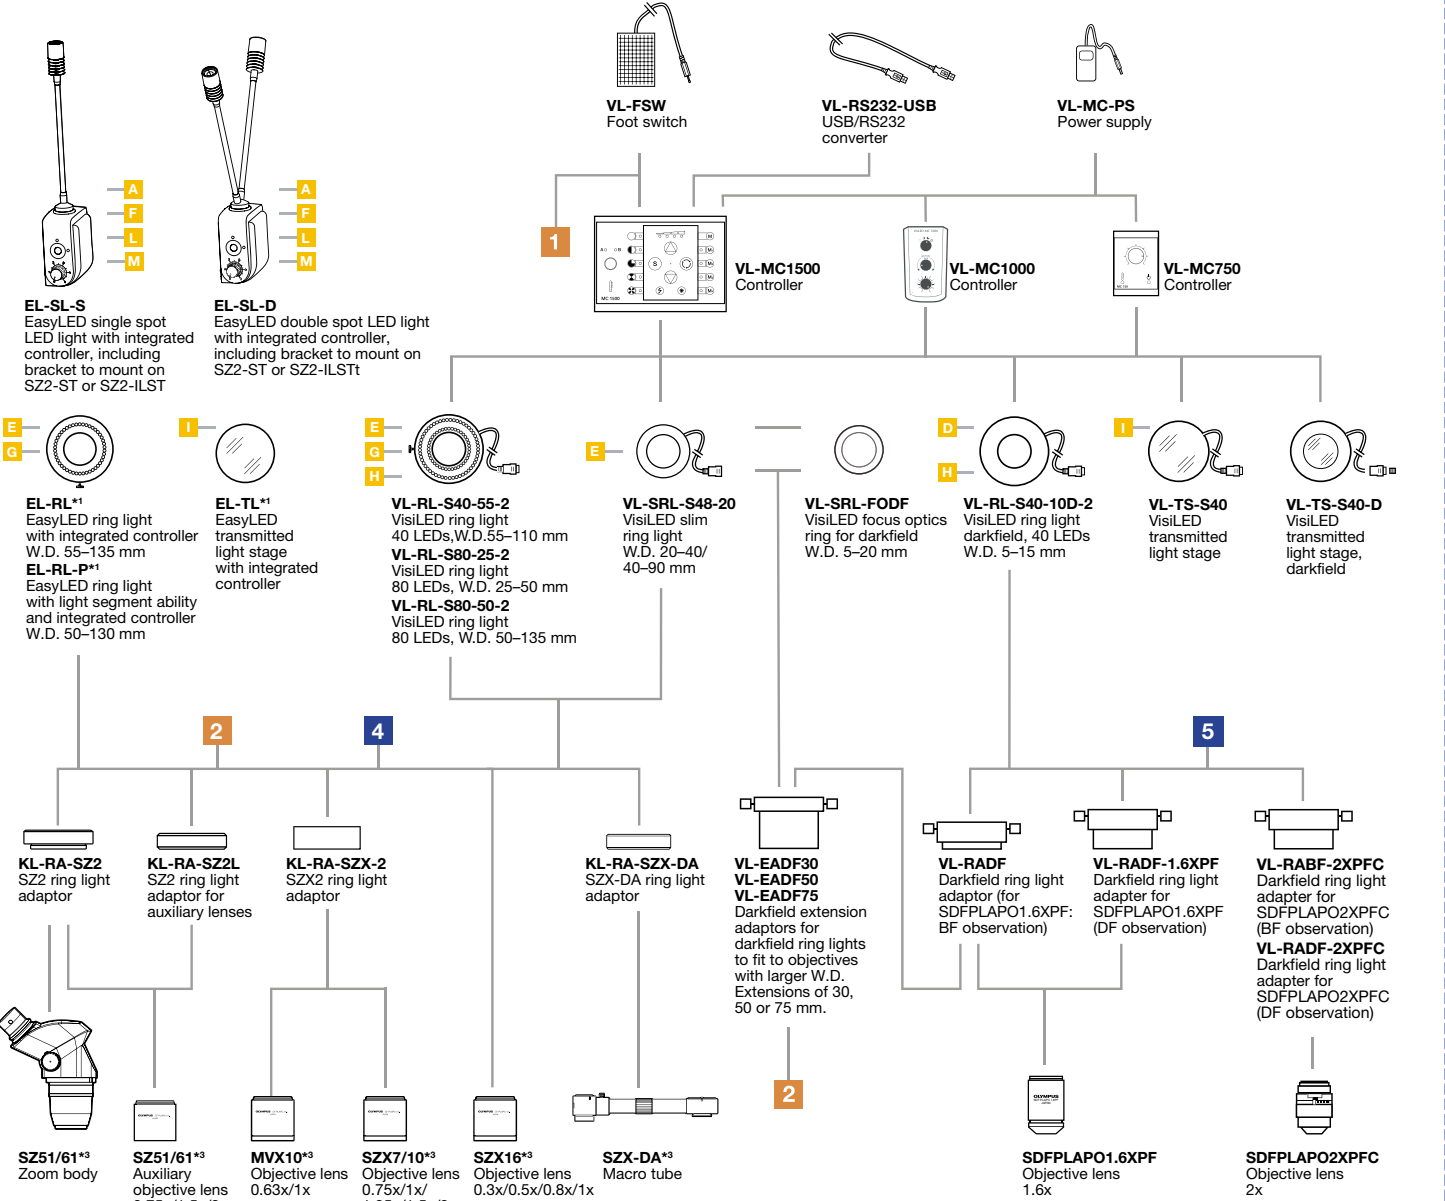 VL-FSW
Foot switch
VL-RS232-USB
USB/RS232
converter
VL-MC-PS
Power supply
A
F
L
M
A
F
L
M
1
EL-SL-S
EasyLED single spot
LED light with integrated
controller, including
bracket to mount on
SZ2-ST or SZ2-ILST
EL-SL-D
EasyLED double spot LED light
with integrated controller,
including bracket to mount on
SZ2-ST or SZ2-ILSTt
MC 1500
VL-MC1500
Controller
VL-MC1000
Controller
VL-MC750
Controller
E
G
EL-RL*1
EasyLED ring light
with integrated controller
W.D. 55–135 mm
EL-RL-P*1
EasyLED ring light
with light segment ability
and integrated controller
W.D. 50–130 mm
I
EL-TL*1
EasyLED
transmitted
light stage
with integrated
controller
E
G
H
VL-RL-S40-55-2
VisiLED ring light
40 LEDs,W.D.55–110 mm
VL-RL-S80-25-2
VisiLED ring light
80 LEDs, W.D. 25–50 mm
VL-RL-S80-50-2
VisiLED ring light
80 LEDs, W.D. 50–135 mm
E
VL-SRL-S48-20
VisiLED slim
ring light
W.D. 20–40/
40–90 mm
VL-SRL-FODF
VisiLED focus optics
ring for darkfield
W.D. 5–20 mm
D
H
VL-RL-S40-10D-2
VisiLED ring light
darkfield, 40 LEDs
W.D. 5–15 mm
I
VL-TS-S40
VisiLED
transmitted
light stage
VL-TS-S40-D
VisiLED
transmitted
light stage,
darkfield
2
4
5
KL-RA-SZ2
SZ2 ring light
adaptor
KL-RA-SZ2L
SZ2 ring light
adaptor for
auxiliary lenses
KL-RA-SZX-2
SZX2 ring light
adaptor
KL-RA-SZX-DA
SZX-DA ring light
adaptor
VL-EADF30
VL-EADF50
VL-EADF75
Darkfield extension
adaptors for
darkfield ring lights
to fit to objectives
with larger W.D.
Extensions of 30,
50 or 75 mm.
2
VL-RADF
Darkfield ring light
adaptor (for
SDFPLAPO1.6XPF:
BF observation)
VL-RADF-1.6XPF
Darkfield ring light
adapter for
SDFPLAPO1.6XPF
(DF observation)
VL-RABF-2XPFC
Darkfield ring light
adapter for
SDFPLAPO2XPFC
(BF observation)
VL-RADF-2XPFC
Darkfield ring light
adapter for
SDFPLAPO2XPFC
(DF observation)
SZ51/61*3
Zoom body
SZ51/61*3
Auxiliary
objective lens
MVX10*3
Objective lens
0.63x/1x
SZX7/10*3
Objective lens
0.75x/1x/
SZX16*3
Objective lens
0.3x/0.5x/0.8x/1x
SZX-DA*3
Macro tube
OLYMPUS
SDFPLAPO1.6XPF
Objective lens
1.6x
SDFPLAPO2XPFC
Objective lens
2x